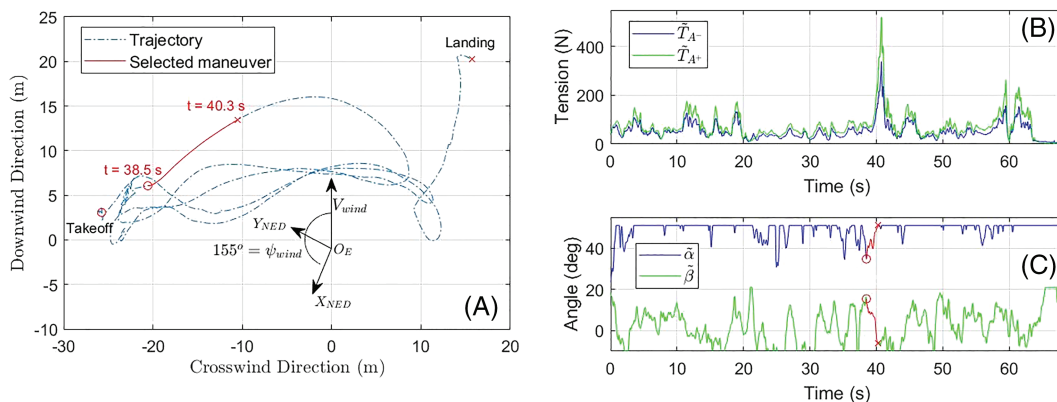 25
20
15
10
5
0
-5
-10
-30
-20
-10
0
10
20
Downwind Direction (m)
Crosswind Direction (m)
Trajectory
Selected maneuver
Landing
t = 40.3 s
t = 38.5 s
Takeoff
V_wind
Y_NED
155° = ψ_wind
O_E
X_NED
(A)
(B)
T̃_A⁻
T̃_A⁺
Tension (N)
400
200
0
0 10 20 30 40 50 60
Time (s)
(C)
α̃
β̃
Angle (deg)
40
0
0 10 20 30 40 50 60
Time (s)